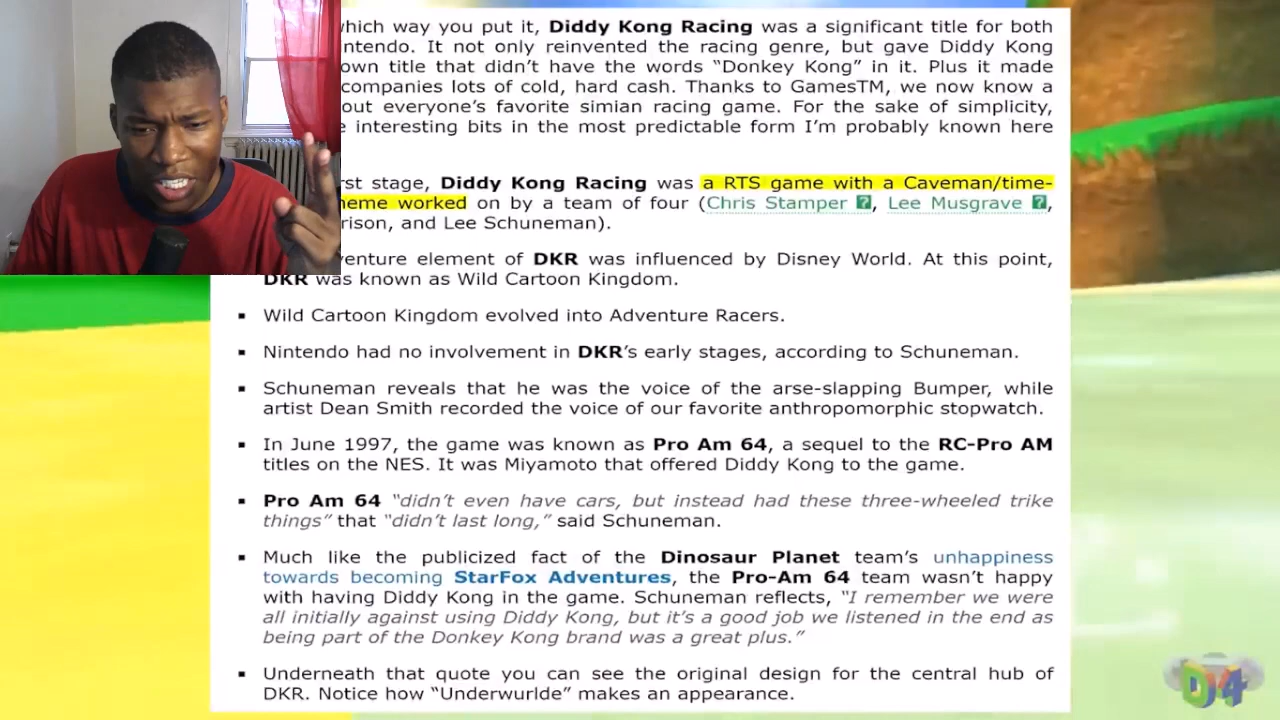 which way you put it, Diddy Kong Racing was a significant title for both
ntendo. It not only reinvented the racing genre, but gave Diddy Kong
own title that didn't have the words “Donkey Kong” in it. Plus it made
companies lots of cold, hard cash. Thanks to GamesTM, we now know a
out everyone's favorite simian racing game. For the sake of simplicity,
e interesting bits in the most predictable form I'm probably known here
rst stage, Diddy Kong Racing was a RTS game with a Caveman/time-
heme worked on by a team of four (Chris Stamper ?, Lee Musgrave ?,
rison, and Lee Schuneman).
venture element of DKR was influenced by Disney World. At this point,
DKR was known as Wild Cartoon Kingdom.
▪ Wild Cartoon Kingdom evolved into Adventure Racers.
▪ Nintendo had no involvement in DKR's early stages, according to Schuneman.
▪ Schuneman reveals that he was the voice of the arse-slapping Bumper, while
artist Dean Smith recorded the voice of our favorite anthropomorphic stopwatch.
▪ In June 1997, the game was known as Pro Am 64, a sequel to the RC-Pro AM
titles on the NES. It was Miyamoto that offered Diddy Kong to the game.
▪ Pro Am 64 “didn't even have cars, but instead had these three-wheeled trike
things” that “didn't last long,” said Schuneman.
▪ Much like the publicized fact of the Dinosaur Planet team's unhappiness
towards becoming StarFox Adventures, the Pro-Am 64 team wasn't happy
with having Diddy Kong in the game. Schuneman reflects, “I remember we were
all initially against using Diddy Kong, but it's a good job we listened in the end as
being part of the Donkey Kong brand was a great plus.”
▪ Underneath that quote you can see the original design for the central hub of
DKR. Notice how “Underwurlde” makes an appearance.